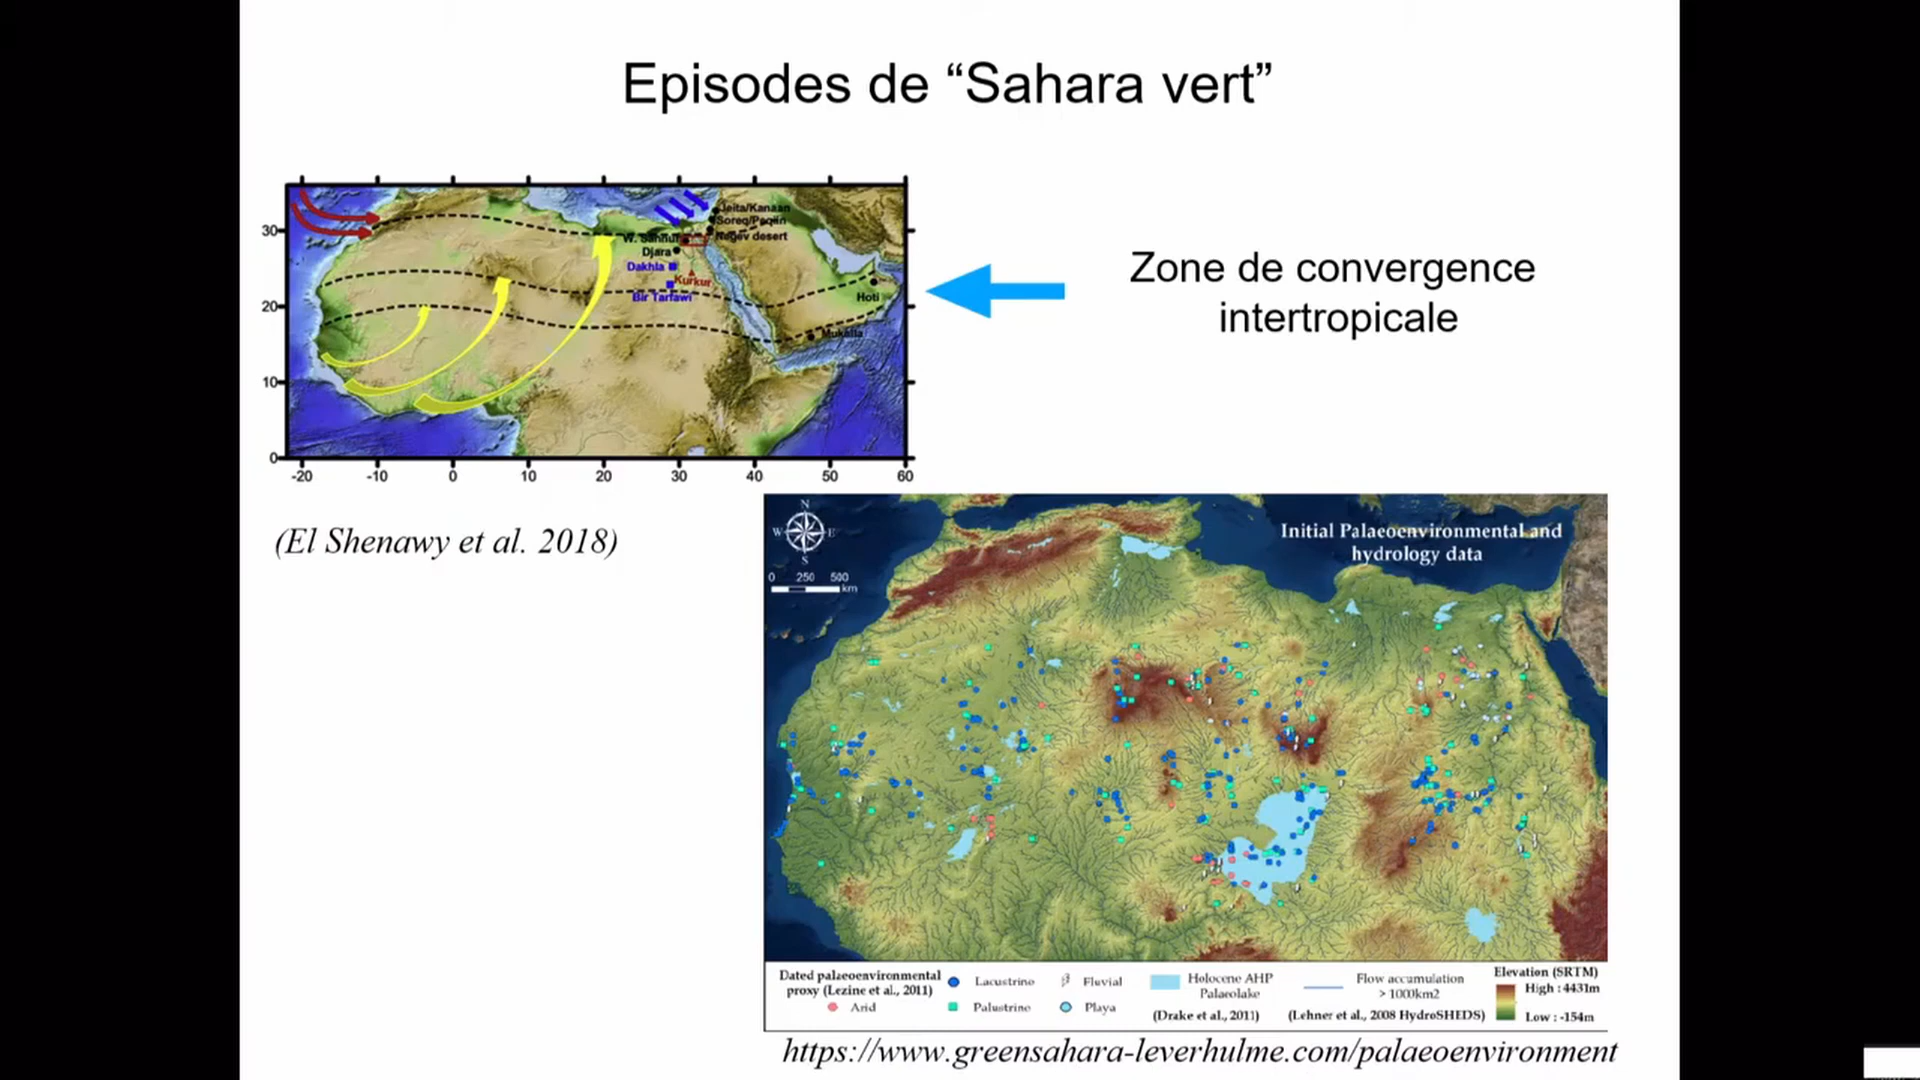 Episodes de “Sahara vert”
Zone de convergence
intertropicale
30
20
10
0
-20 -10 0 10 20 30 40 50 60
Jeita/Kanaan
Soreq/Peqiin
W. Sannur Negev desert
Djara
Dakhla
Kurkur
Bir Tarfawi
Hoti
Mukalla
(El Shenawy et al. 2018)
Initial Palaeoenvironmental and
hydrology data
N
W E
S
0 250 500
km
Dated palaeoenvironmental
proxy (Lezine et al., 2011)
Arid
Lacustrino
Palustrino
Fluvial
Playa
Holocene AHP
Palaeolake
(Drake et al., 2011)
Flow accumulation
> 1000km2
(Lehner et al., 2008 HydroSHEDS)
Elevation (SRTM)
High : 4431m
Low : -154m
https://www.greensahara-leverhulme.com/palaeoenvironment